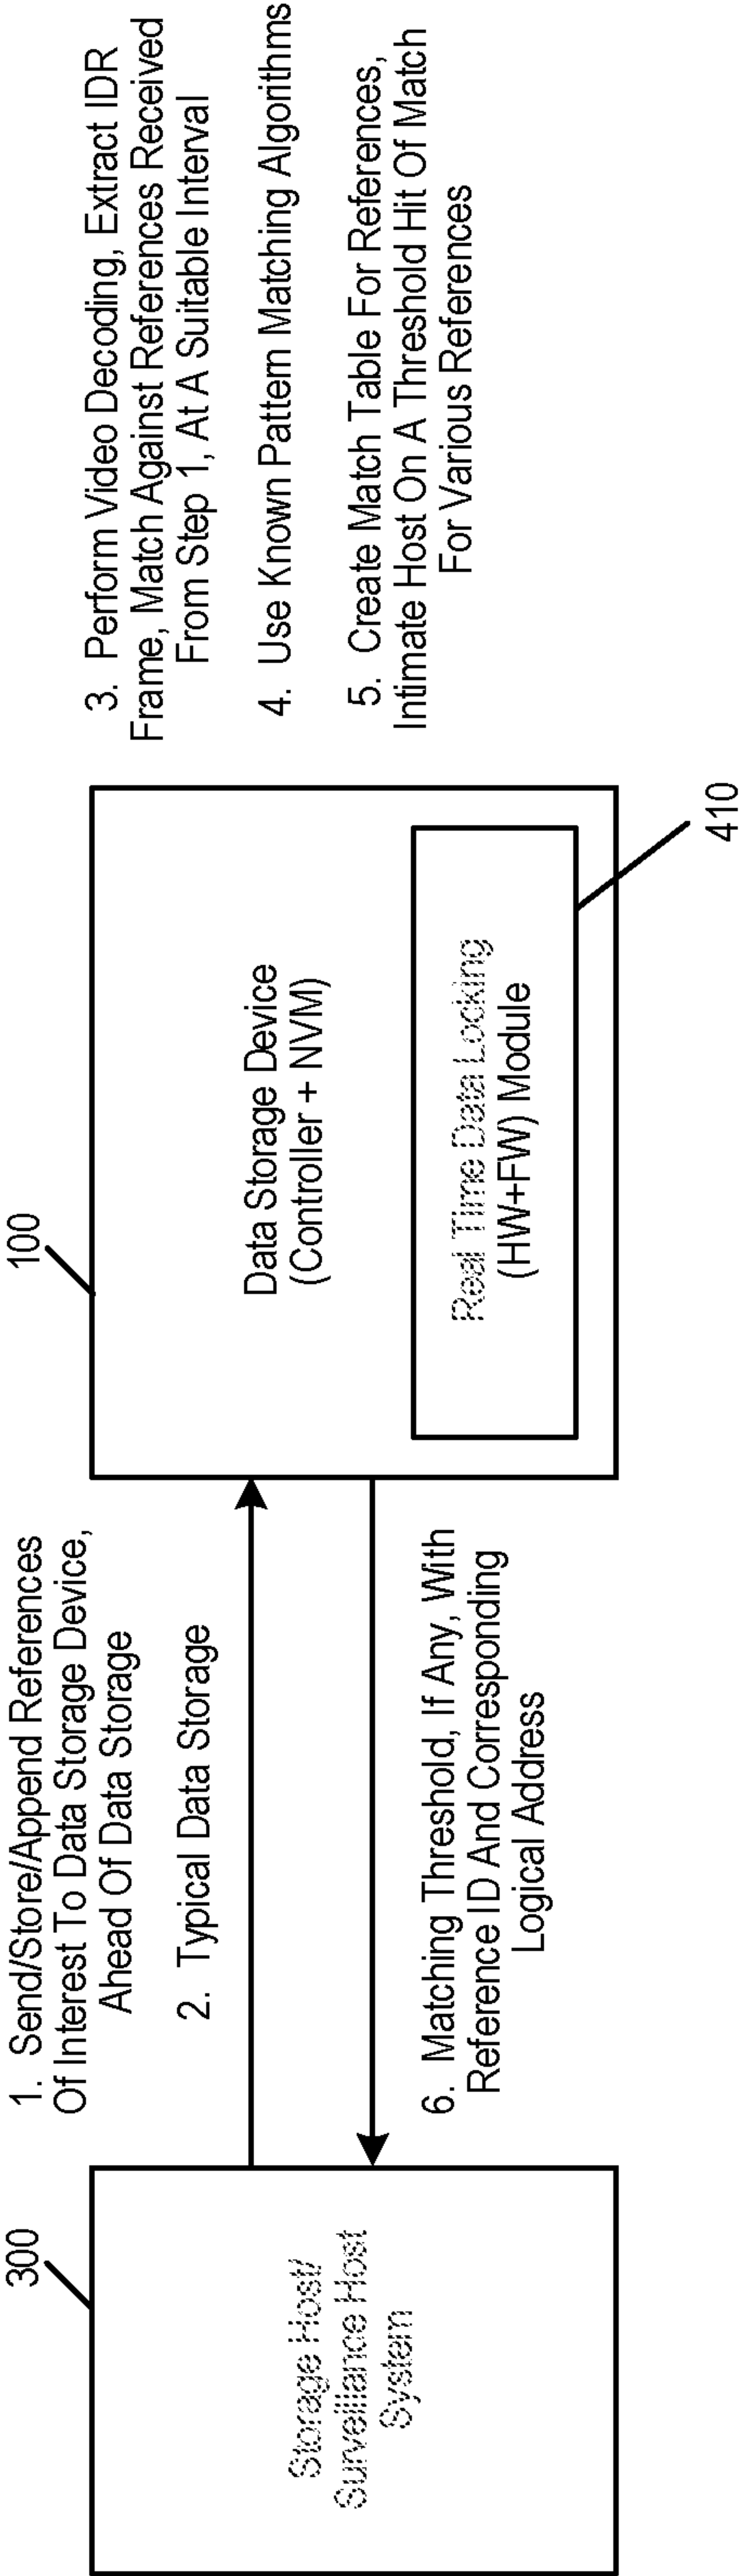 300
Storage Host/
Surveillance Host
System
1. Send/Store/Append References
Of Interest To Data Storage Device,
Ahead Of Data Storage
2. Typical Data Storage
6. Matching Threshold, If Any, With
Reference ID And Corresponding
Logical Address
100
Data Storage Device
(Controller + NVM)
Real Time Data Locking
(HW+FW) Module
410
3. Perform Video Decoding, Extract IDR
Frame, Match Against References Received
From Step 1, At A Suitable Interval
4. Use Known Pattern Matching Algorithms
5. Create Match Table For References,
Intimate Host On A Threshold Hit Of Match
For Various References